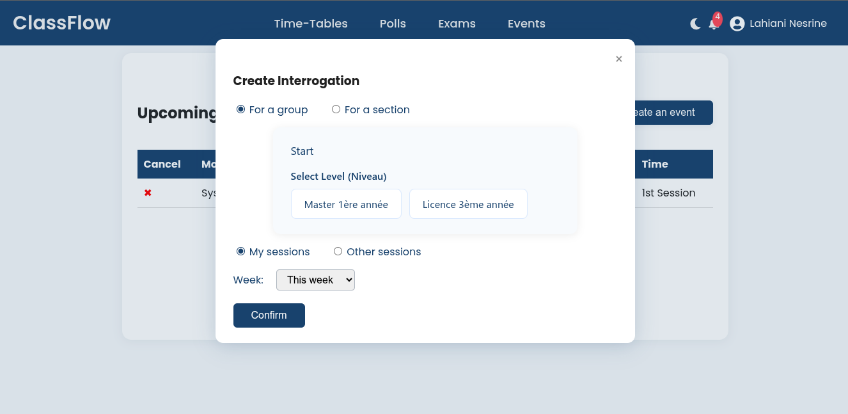 ClassFlow Time-Tables Polls Exams Events 4 Lahlani Nesrine
×
Create Interrogation
For a group For a section
Upcoming eate an event
Start
Cancel Mo Time
Select Level (Niveau)
✖ Sys 1st Session
Master 1ère année Licence 3ème année
My sessions Other sessions
Week: This week
Confirm